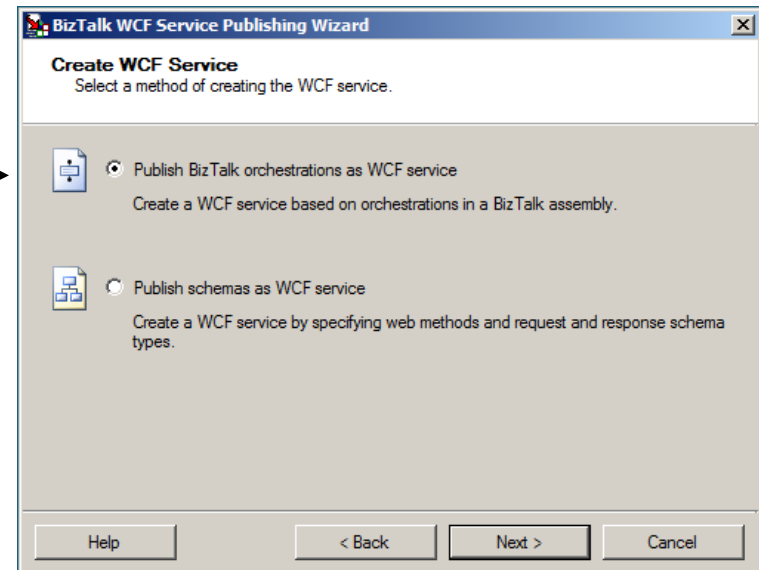 BizTalk WCF Service Publishing Wizard
Create WCF Service
Select a method of creating the WCF service.
Publish BizTalk orchestrations as WCF service
Create a WCF service based on orchestrations in a BizTalk assembly.
Publish schemas as WCF service
Create a WCF service by specifying web methods and request and response schema
types.
Help < Back Next > Cancel